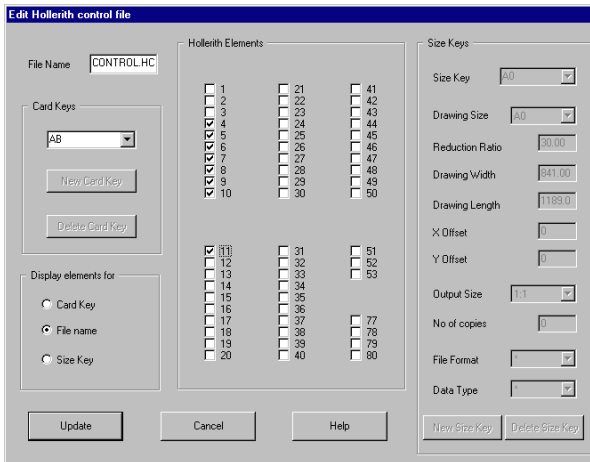 Edit Hollerith control file
File Name
CONTROL.HC
Card Keys
AB
New Card Key
Delete Card Key
Display elements for
Card Key
File name
Size Key
Hollerith Elements
1 21 41
2 22 42
3 23 43
4 24 44
5 25 45
6 26 46
7 27 47
8 28 48
9 29 49
10 30 50
11 31 51
12 32 52
13 33 53
14 34
15 35
16 36
17 37 77
18 38 78
19 39 79
20 40 80
Size Keys
Size Key A0
Drawing Size A0
Reduction Ratio 30.00
Drawing Width 841.00
Drawing Length 1189.0
X Offset 0
Y Offset 0
Output Size 1:1
No of copies 0
File Format *
Data Type *
New Size Key Delete Size Key
Update Cancel Help